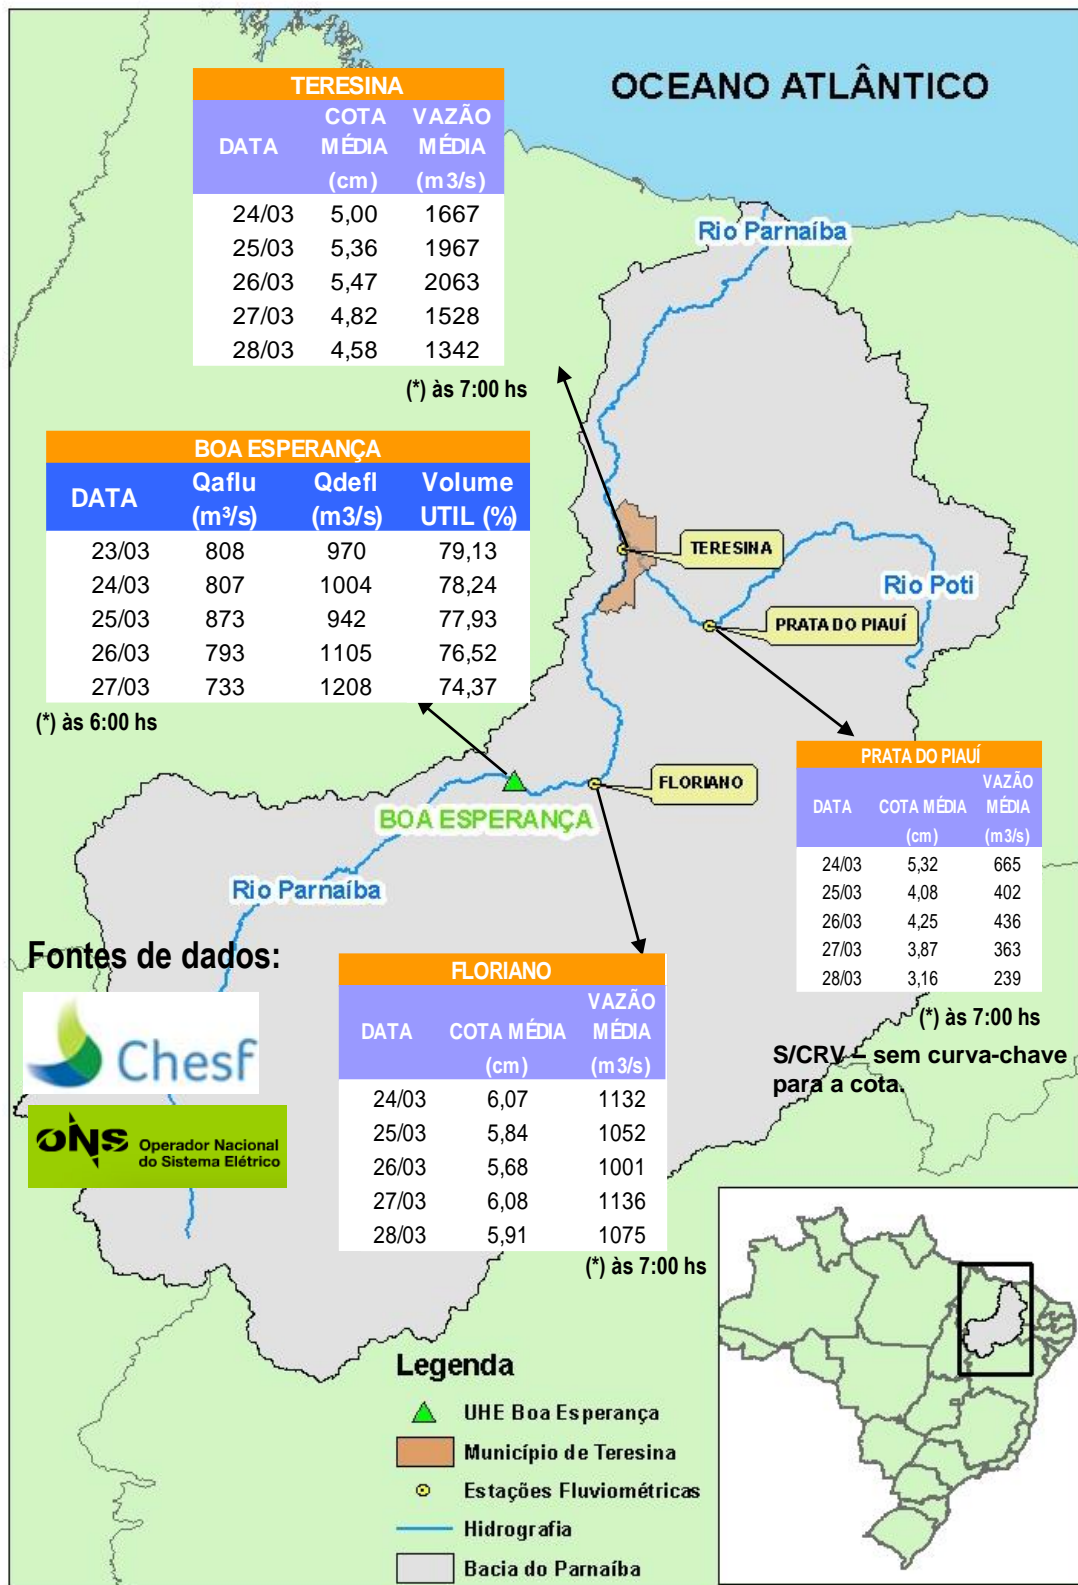 OCEANO ATLÂNTICO
TERESINA
DATA COTA MÉDIA (cm) VAZÃO MÉDIA (m3/s)
24/03 5,00 1667
25/03 5,36 1967
26/03 5,47 2063
27/03 4,82 1528
28/03 4,58 1342
(*) às 7:00 hs
Rio Parnaíba
BOA ESPERANÇA
DATA Qaflu (m³/s) Qdefl (m3/s) Volume UTIL (%)
23/03 808 970 79,13
24/03 807 1004 78,24
25/03 873 942 77,93
26/03 793 1105 76,52
27/03 733 1208 74,37
(*) às 6:00 hs
TERESINA
Rio Poti
PRATA DO PIAUÍ
FLORIANO
BOA ESPERANÇA
Rio Parnaíba
PRATA DO PIAUÍ
DATA COTA MÉDIA (cm) VAZÃO MÉDIA (m3/s)
24/03 5,32 665
25/03 4,08 402
26/03 4,25 436
27/03 3,87 363
28/03 3,16 239
(*) às 7:00 hs
S/CRV – sem curva-chave
para a cota.
Fontes de dados:
Chesf
ONS Operador Nacional
do Sistema Elétrico
FLORIANO
DATA COTA MÉDIA (cm) VAZÃO MÉDIA (m3/s)
24/03 6,07 1132
25/03 5,84 1052
26/03 5,68 1001
27/03 6,08 1136
28/03 5,91 1075
(*) às 7:00 hs
Legenda
UHE Boa Esperança
Município de Teresina
Estações Fluviométricas
Hidrografia
Bacia do Parnaíba